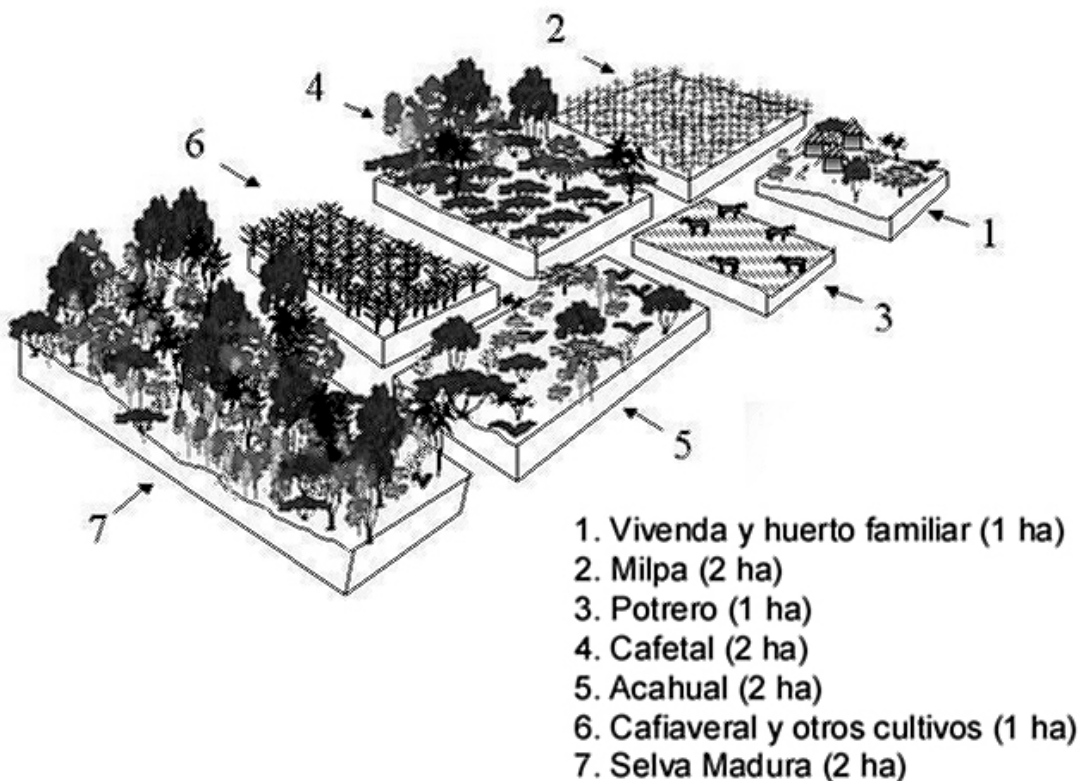 2
4
6
1
3
5
7
1. Vivenda y huerto familiar (1 ha)
2. Milpa (2 ha)
3. Potrero (1 ha)
4. Cafetal (2 ha)
5. Acahual (2 ha)
6. Cafiaveral y otros cultivos (1 ha)
7. Selva Madura (2 ha)